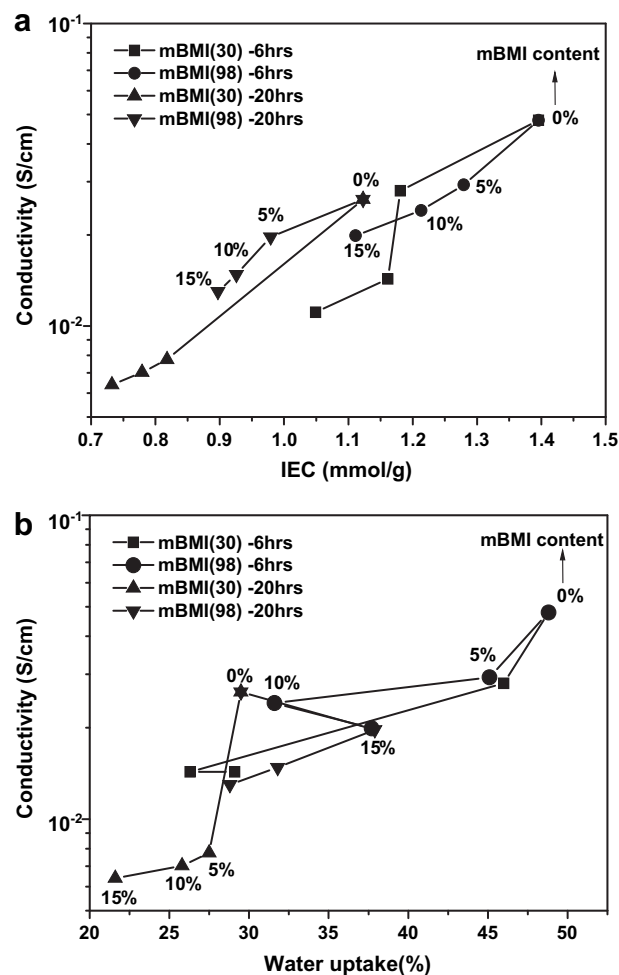 a
10⁻¹
mBMI(30) -6hrs
mBMI(98) -6hrs
mBMI(30) -20hrs
mBMI(98) -20hrs
mBMI content
0%
5%
10%
15%
0%
5%
10%
15%
10⁻²
Conductivity (S/cm)
0.7 0.8 0.9 1.0 1.1 1.2 1.3 1.4 1.5
IEC (mmol/g)
b
10⁻¹
mBMI(30) -6hrs
mBMI(98) -6hrs
mBMI(30) -20hrs
mBMI(98) -20hrs
mBMI content
0%
5%
0% 10%
15%
10⁻²
5%
10%
15%
Conductivity (S/cm)
20 25 30 35 40 45 50
Water uptake(%)